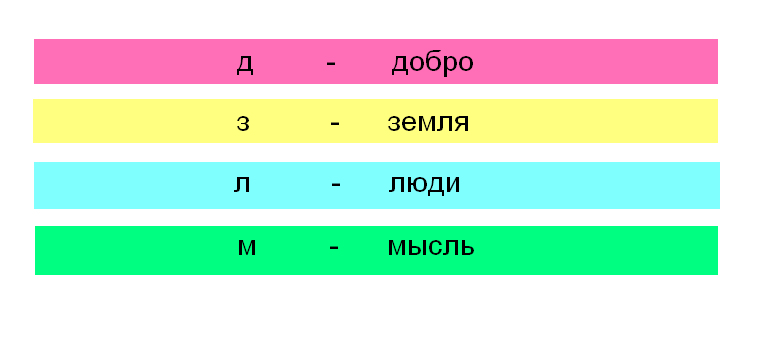 д - добро
з - земля
л - люди
м - мысль